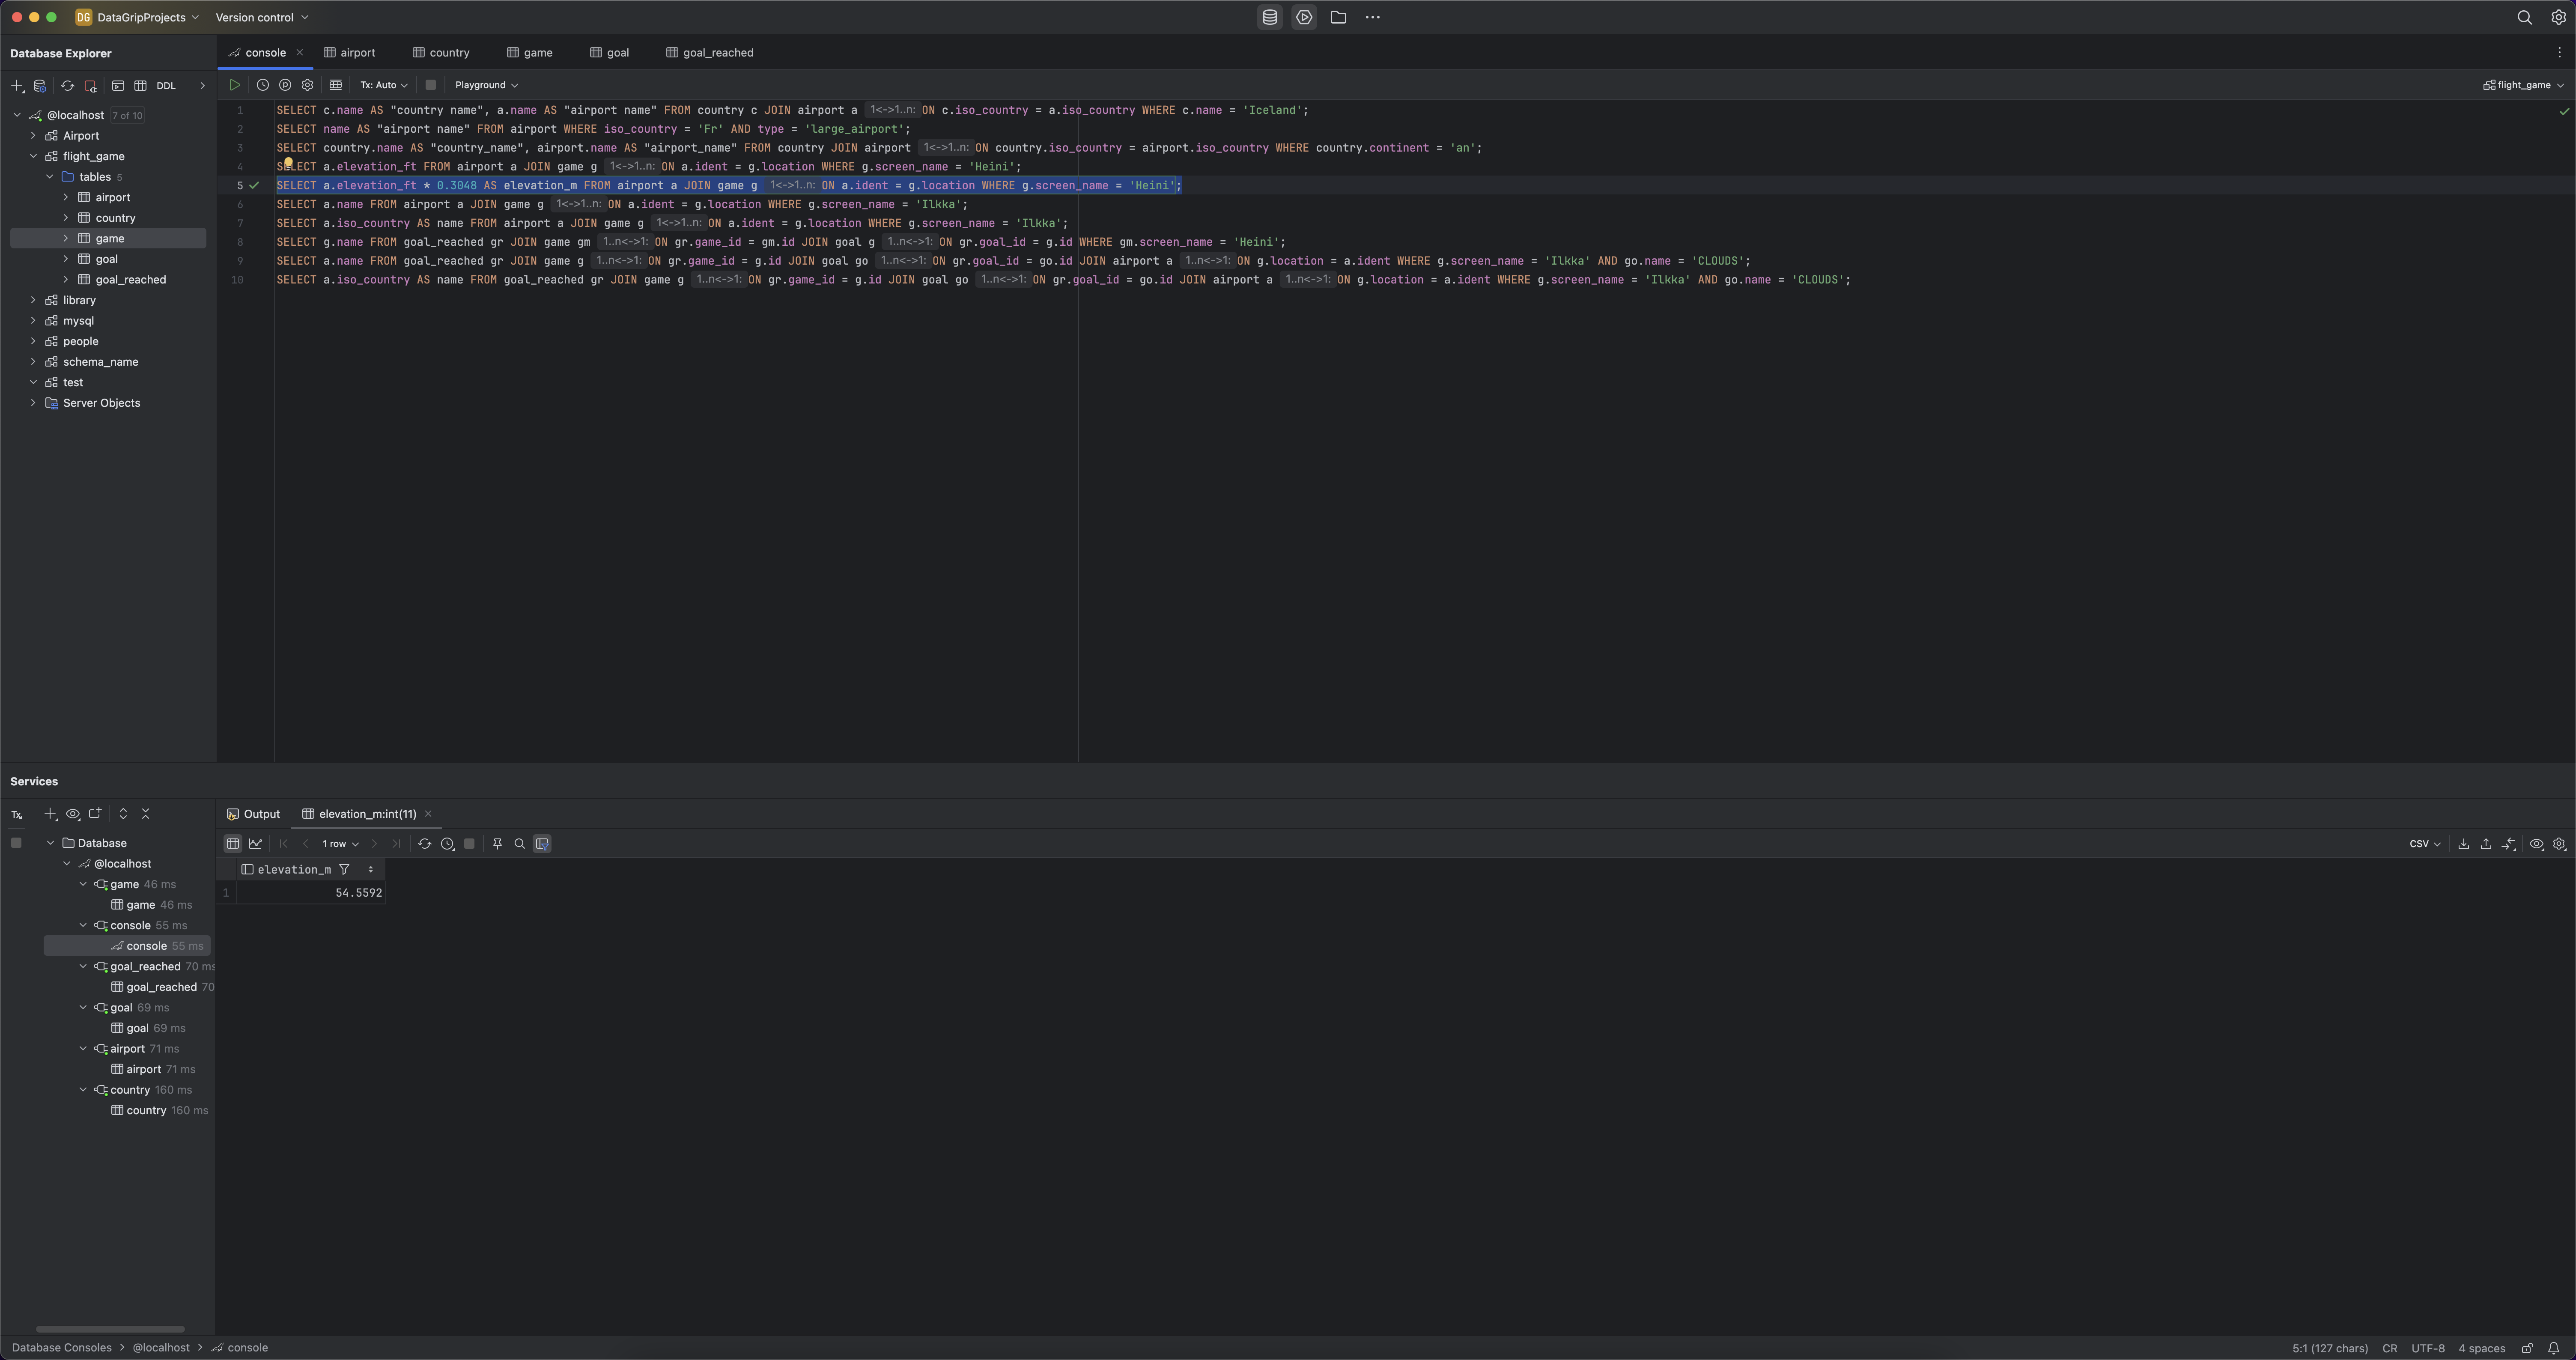 DG DataGripProjects Version control
Database Explorer
console airport country game goal goal_reached
DDL
Tx: Auto Playground flight_game
@localhost 7 of 10
Airport
flight_game
tables 5
airport
country
game
goal
goal_reached
library
mysql
people
schema_name
test
Server Objects
1 SELECT c.name AS "country name", a.name AS "airport name" FROM country c JOIN airport a 1<->1..n: ON c.iso_country = a.iso_country WHERE c.name = 'Iceland';
2 SELECT name AS "airport name" FROM airport WHERE iso_country = 'Fr' AND type = 'large_airport';
3 SELECT country.name AS "country_name", airport.name AS "airport_name" FROM country JOIN airport 1<->1..n: ON country.iso_country = airport.iso_country WHERE country.continent = 'an';
4 SELECT a.elevation_ft FROM airport a JOIN game g 1<->1..n: ON a.ident = g.location WHERE g.screen_name = 'Heini';
5 SELECT a.elevation_ft * 0.3048 AS elevation_m FROM airport a JOIN game g 1<->1..n: ON a.ident = g.location WHERE g.screen_name = 'Heini';
6 SELECT a.name FROM airport a JOIN game g 1<->1..n: ON a.ident = g.location WHERE g.screen_name = 'Ilkka';
7 SELECT a.iso_country AS name FROM airport a JOIN game g 1<->1..n: ON a.ident = g.location WHERE g.screen_name = 'Ilkka';
8 SELECT g.name FROM goal_reached gr JOIN game gm 1..n<->1: ON gr.game_id = gm.id JOIN goal g 1..n<->1: ON gr.goal_id = g.id WHERE gm.screen_name = 'Heini';
9 SELECT a.name FROM goal_reached gr JOIN game g 1..n<->1: ON gr.game_id = g.id JOIN goal go 1..n<->1: ON gr.goal_id = go.id JOIN airport a 1..n<->1: ON g.location = a.ident WHERE g.screen_name = 'Ilkka' AND go.name = 'CLOUDS';
10 SELECT a.iso_country AS name FROM goal_reached gr JOIN game g 1..n<->1: ON gr.game_id = g.id JOIN goal go 1..n<->1: ON gr.goal_id = go.id JOIN airport a 1..n<->1: ON g.location = a.ident WHERE g.screen_name = 'Ilkka' AND go.name = 'CLOUDS';
Services
Tx
Database
@localhost
game 46 ms
game 46 ms
console 55 ms
console 55 ms
goal_reached 70 ms
goal_reached 70
goal 69 ms
goal 69 ms
airport 71 ms
airport 71 ms
country 160 ms
country 160 ms
Output elevation_m:int(11)
1 row CSV
elevation_m
1 54.5592
Database Consoles > @localhost > console 5:1 (127 chars) CR UTF-8 4 spaces